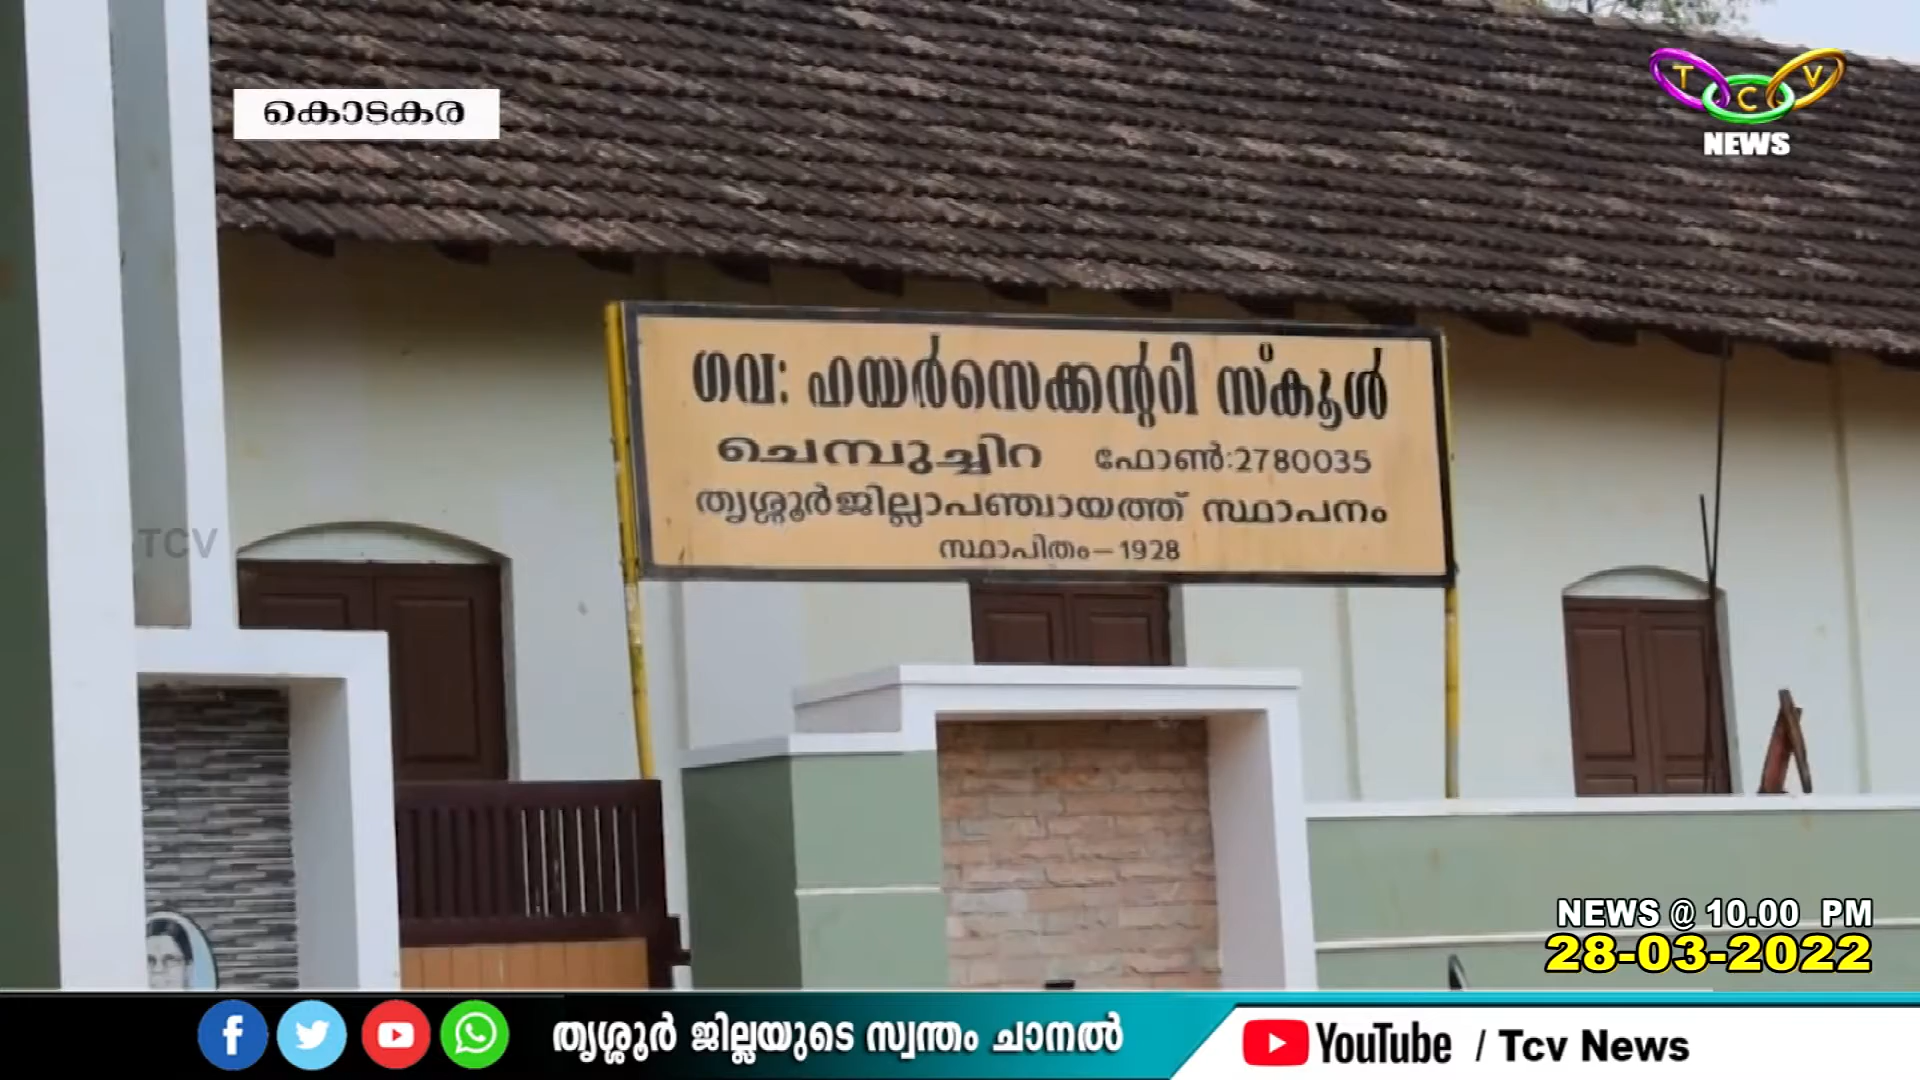 കൊടകര
T C V
NEWS
ഗവ: ഹയർസെക്കന്ററി സ്കൂൾ
ചെമ്പുച്ചിറ ഫോൺ:2780035
തൃശ്ശൂർജില്ലാപഞ്ചായത്ത് സ്ഥാപനം
സ്ഥാപിതം-1928
TCV
NEWS @ 10.00 PM
28-03-2022
തൃശ്ശൂർ ജില്ലയുടെ സ്വന്തം ചാനൽ
YouTube / Tcv News